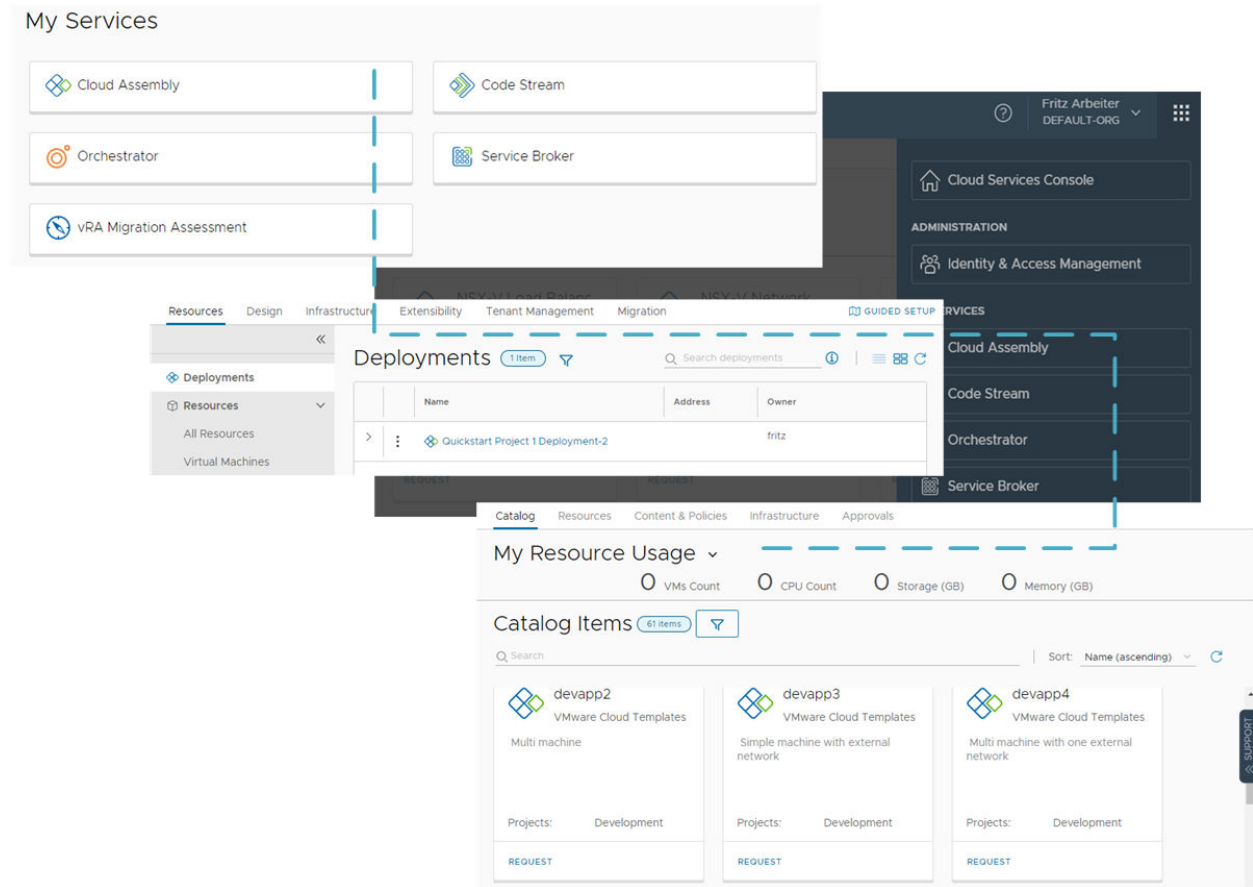 My Services
Cloud Assembly
Code Stream
Orchestrator
Service Broker
vRA Migration Assessment
Fritz Arbeiter
DEFAULT-ORG
Cloud Services Console
ADMINISTRATION
Identity & Access Management
NSX-V Load Balanc
NSX-V Network
ERVICES
Cloud Assembly
Code Stream
Orchestrator
Service Broker
REQUEST
REQUEST
Resources Design Infrastructure Extensibility Tenant Management Migration GUIDED SETUP
Deployments
Resources
All Resources
Virtual Machines
Deployments 1 Item Search deployments
Name Address Owner
Quickstart Project 1 Deployment-2 fritz
Catalog Resources Content & Policies Infrastructure Approvals
My Resource Usage
0 VMs Count 0 CPU Count 0 Storage (GB) 0 Memory (GB)
Catalog Items 61 items
Search Sort: Name (ascending)
devapp2
VMware Cloud Templates
Multi machine
Projects: Development
REQUEST
devapp3
VMware Cloud Templates
Simple machine with external
network
Projects: Development
REQUEST
devapp4
VMware Cloud Templates
Multi machine with one external
network
Projects: Development
REQUEST
SUPPORT